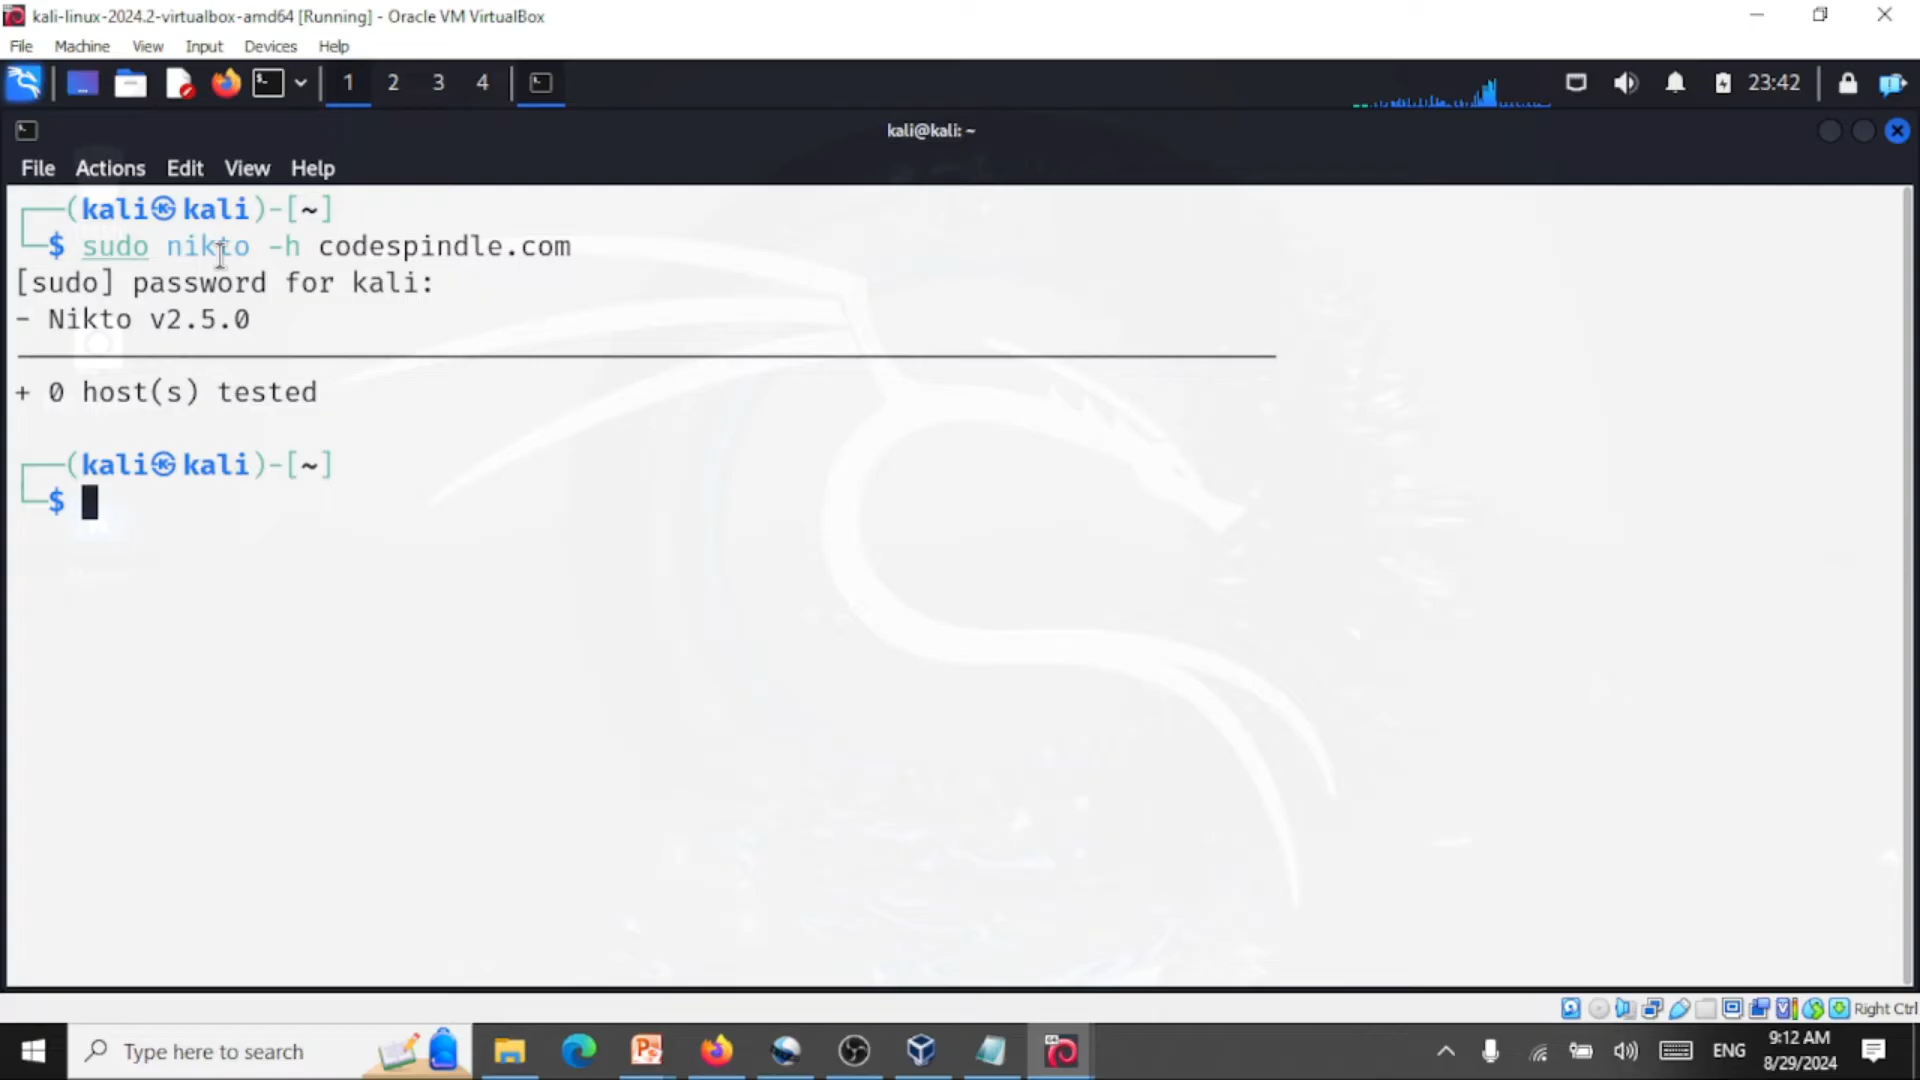 kali-linux-2024.2-virtualbox-amd64 [Running] - Oracle VM VirtualBox
File Machine View Input Devices Help
1 2 3 4 23:42
kali@kali: ~
File Actions Edit View Help
(kali㉿kali)-[~]
$ sudo nikto -h codespindle.com
[sudo] password for kali:
- Nikto v2.5.0
+ 0 host(s) tested
(kali㉿kali)-[~]
$
Right Ctrl
Type here to search
ENG
9:12 AM
8/29/2024